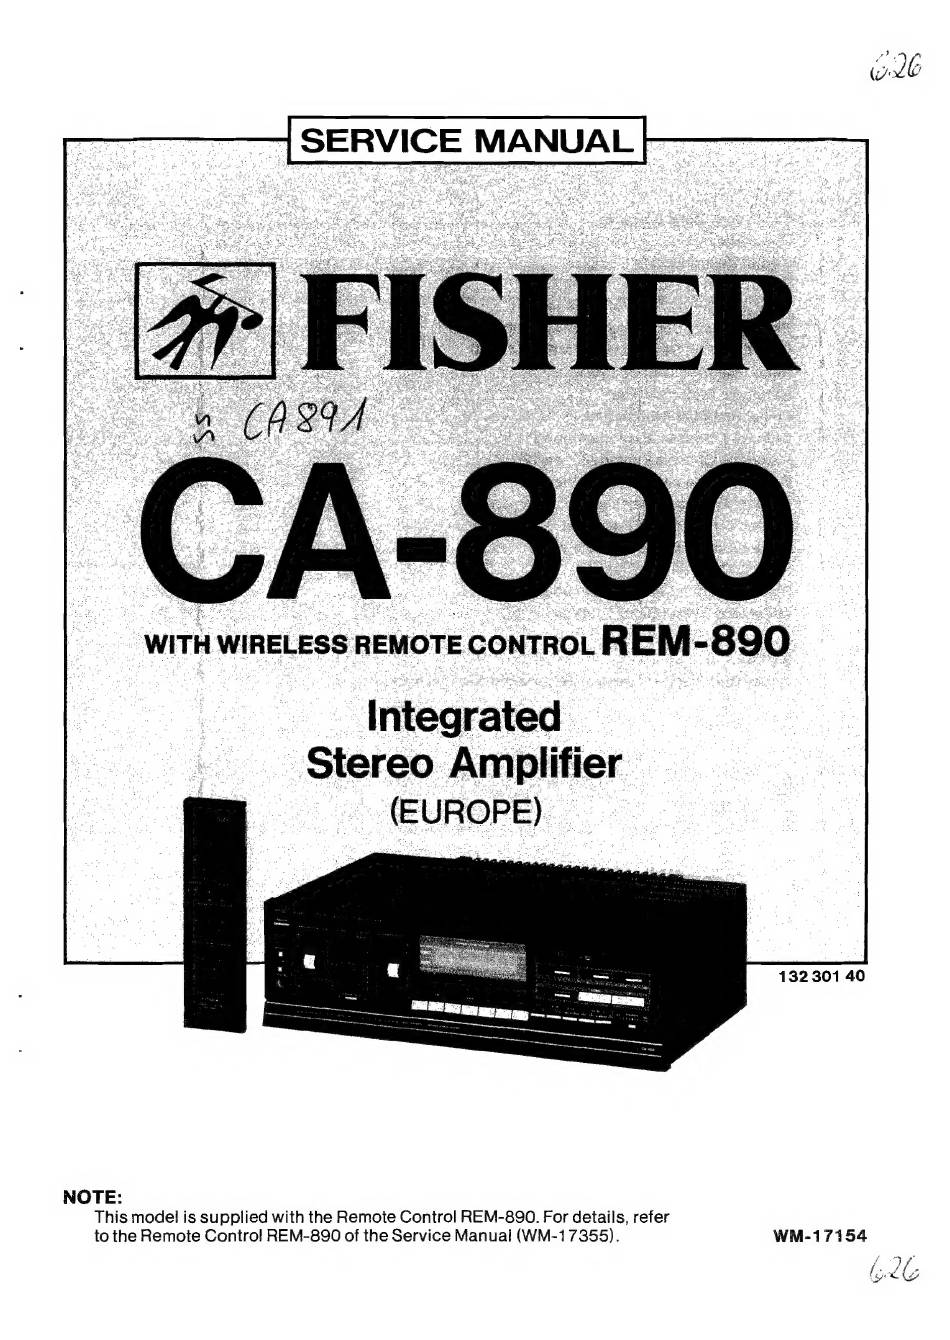 626
SERVICE MANUAL
FISHER
≈ CA891
CA-890
WITH WIRELESS REMOTE CONTROL REM-890
Integrated
Stereo Amplifier
(EUROPE)
132 301 40
NOTE:
This model is supplied with the Remote Control REM-890. For details, refer
to the Remote Control REM-890 of the Service Manual (WM-17355).
WM-17154
626